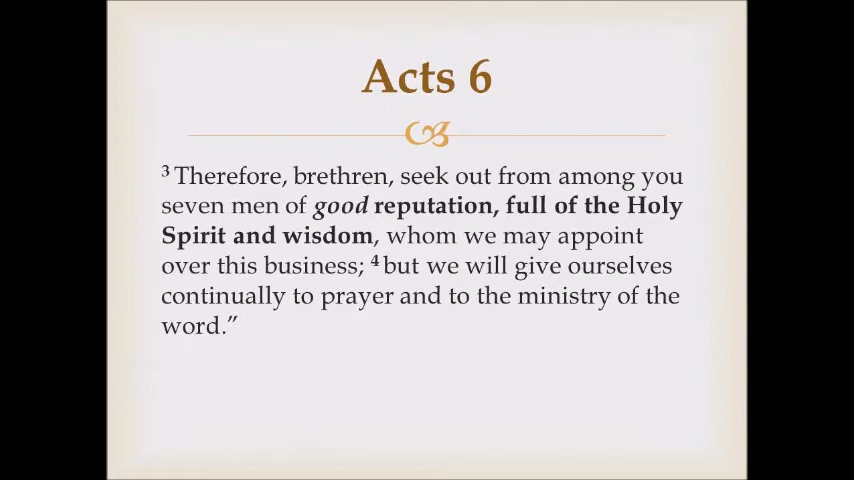 Acts 6
³ Therefore, brethren, seek out from among you
seven men of good reputation, full of the Holy
Spirit and wisdom, whom we may appoint
over this business; ⁴ but we will give ourselves
continually to prayer and to the ministry of the
word.”